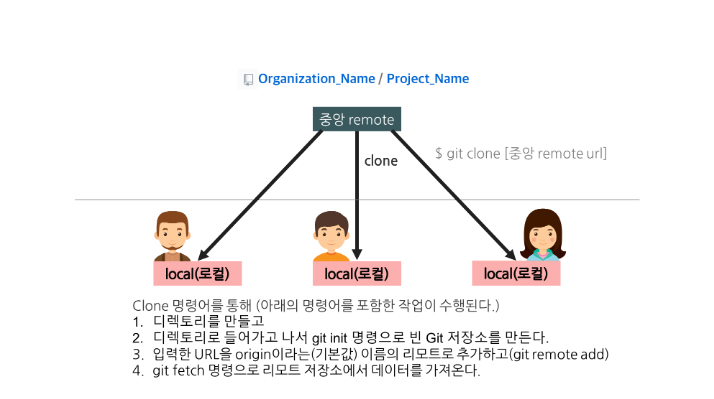 Organization_Name / Project_Name
중앙 remote
clone
$ git clone [중앙 remote url]
local(로컬)
local(로컬)
local(로컬)
Clone 명령어를 통해 (아래의 명령어를 포함한 작업이 수행된다.)
1. 디렉토리를 만들고
2. 디렉토리로 들어가고 나서 git init 명령으로 빈 Git 저장소를 만든다.
3. 입력한 URL을 origin이라는(기본값) 이름의 리모트로 추가하고(git remote add)
4. git fetch 명령으로 리모트 저장소에서 데이터를 가져온다.